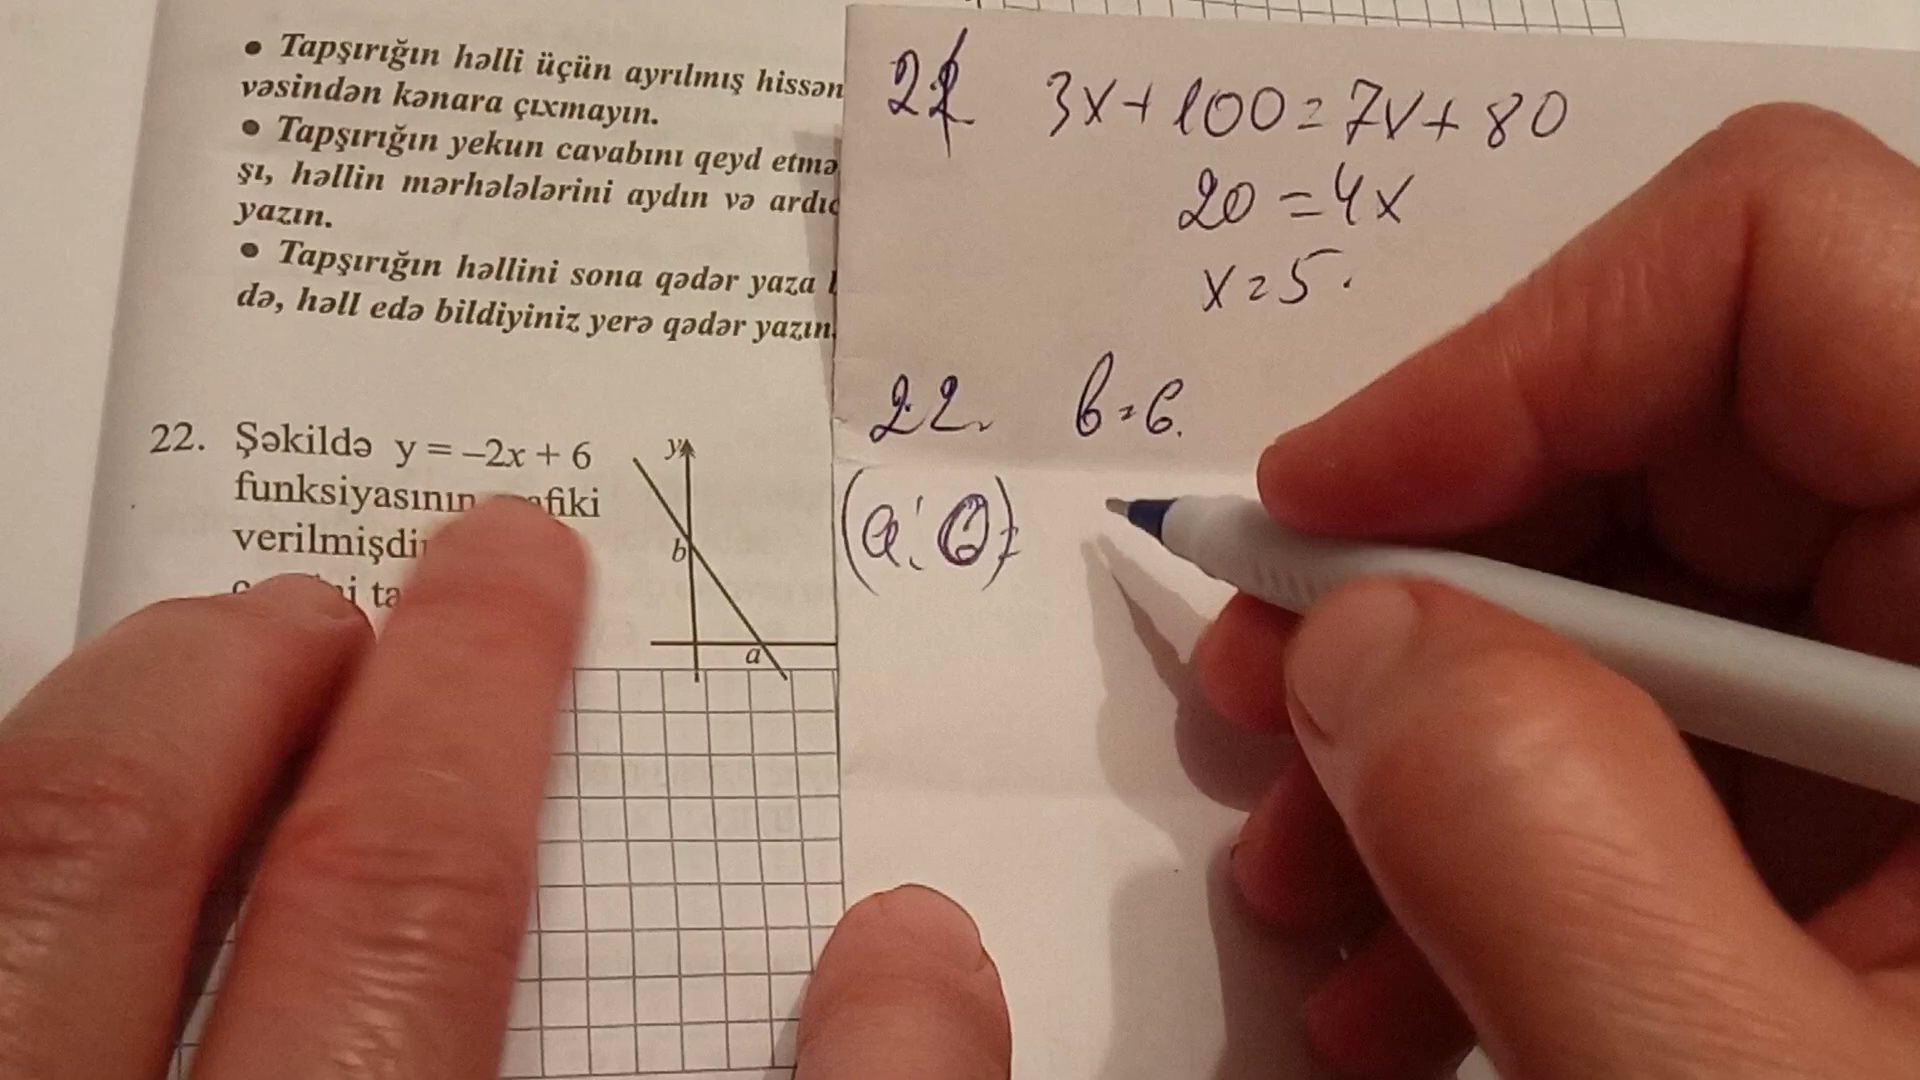 • Tapşırığın həlli üçün ayrılmış hissən
vəsindən kənara çıxmayın.
• Tapşırığın yekun cavabını qeyd etmə
şı, həllin mərhələlərini aydın və ardıc
yazın.
• Tapşırığın həllini sona qədər yaza
də, həll edə bildiyiniz yerə qədər yazın.
22. Şəkildə y = –2x + 6
funksiyasının
verilmişdi
y
b
a
3x + 100 = 7x + 80
20 = 4x
x = 5.
22. b = 6.
(a; 0)